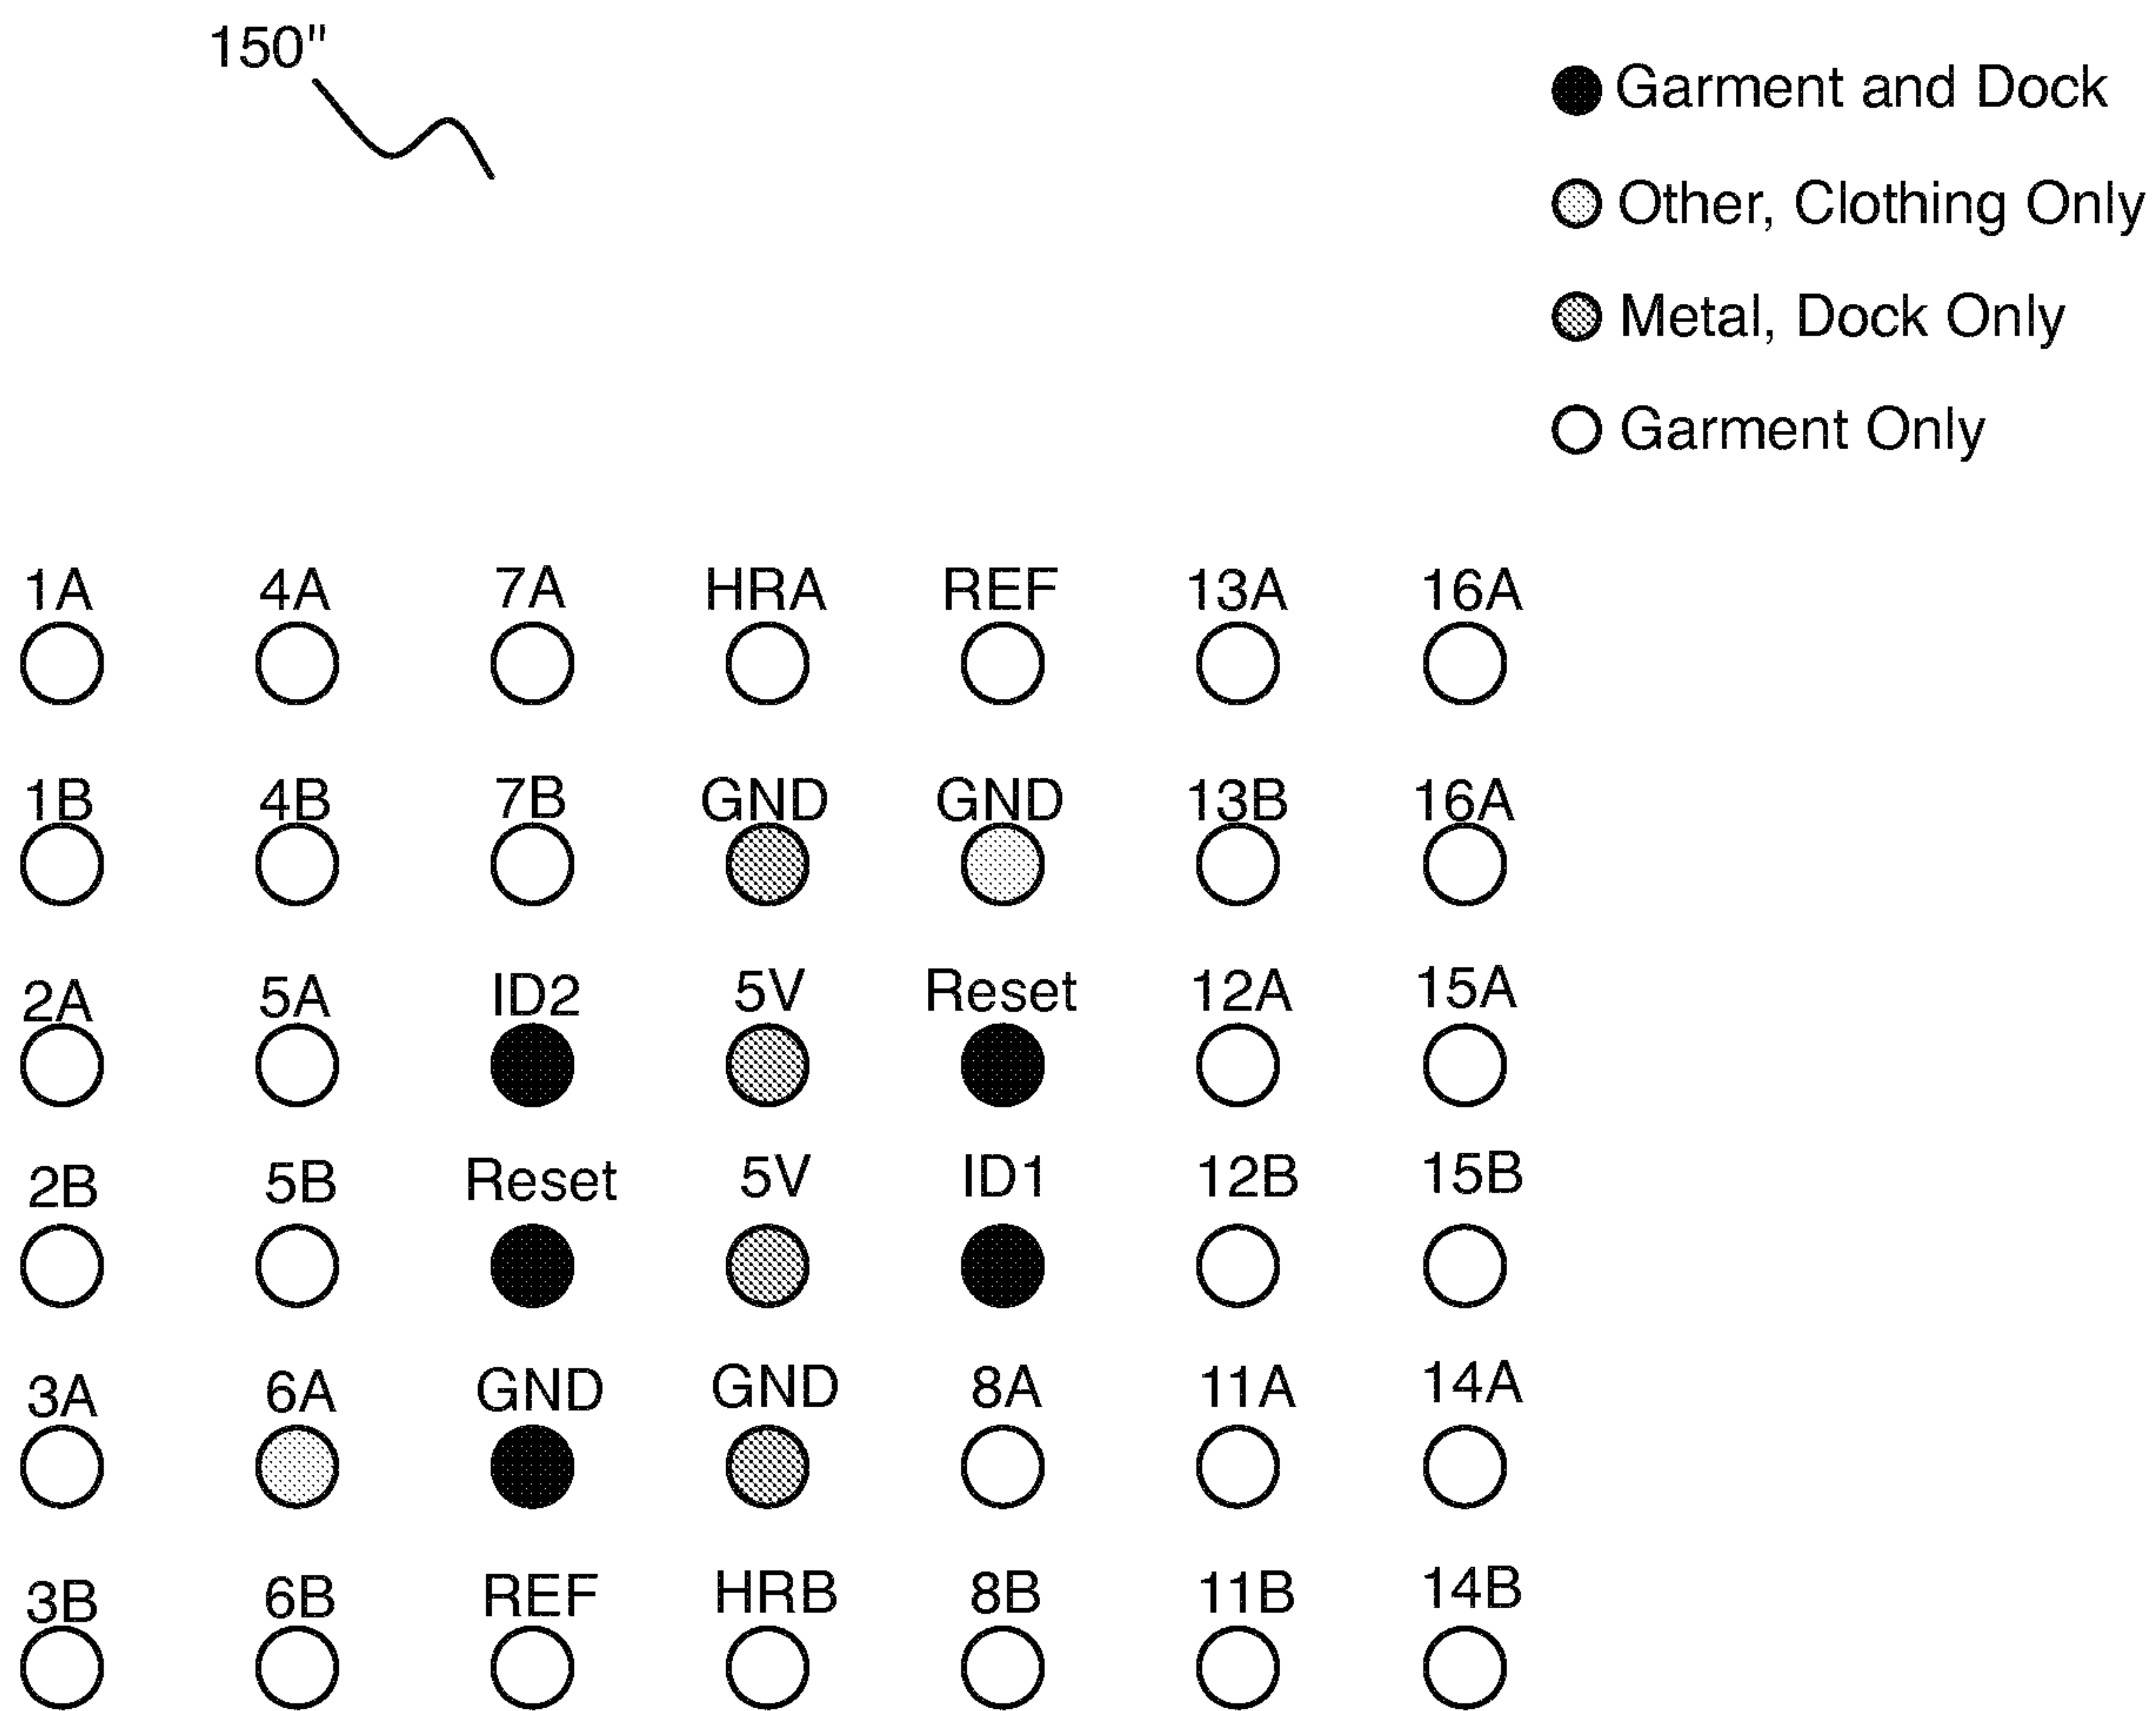 150"
Garment and Dock
Other, Clothing Only
Metal, Dock Only
Garment Only
1A 4A 7A HRA REF 13A 16A
1B 4B 7B GND GND 13B 16A
2A 5A ID2 5V Reset 12A 15A
2B 5B Reset 5V ID1 12B 15B
3A 6A GND GND 8A 11A 14A
3B 6B REF HRB 8B 11B 14B